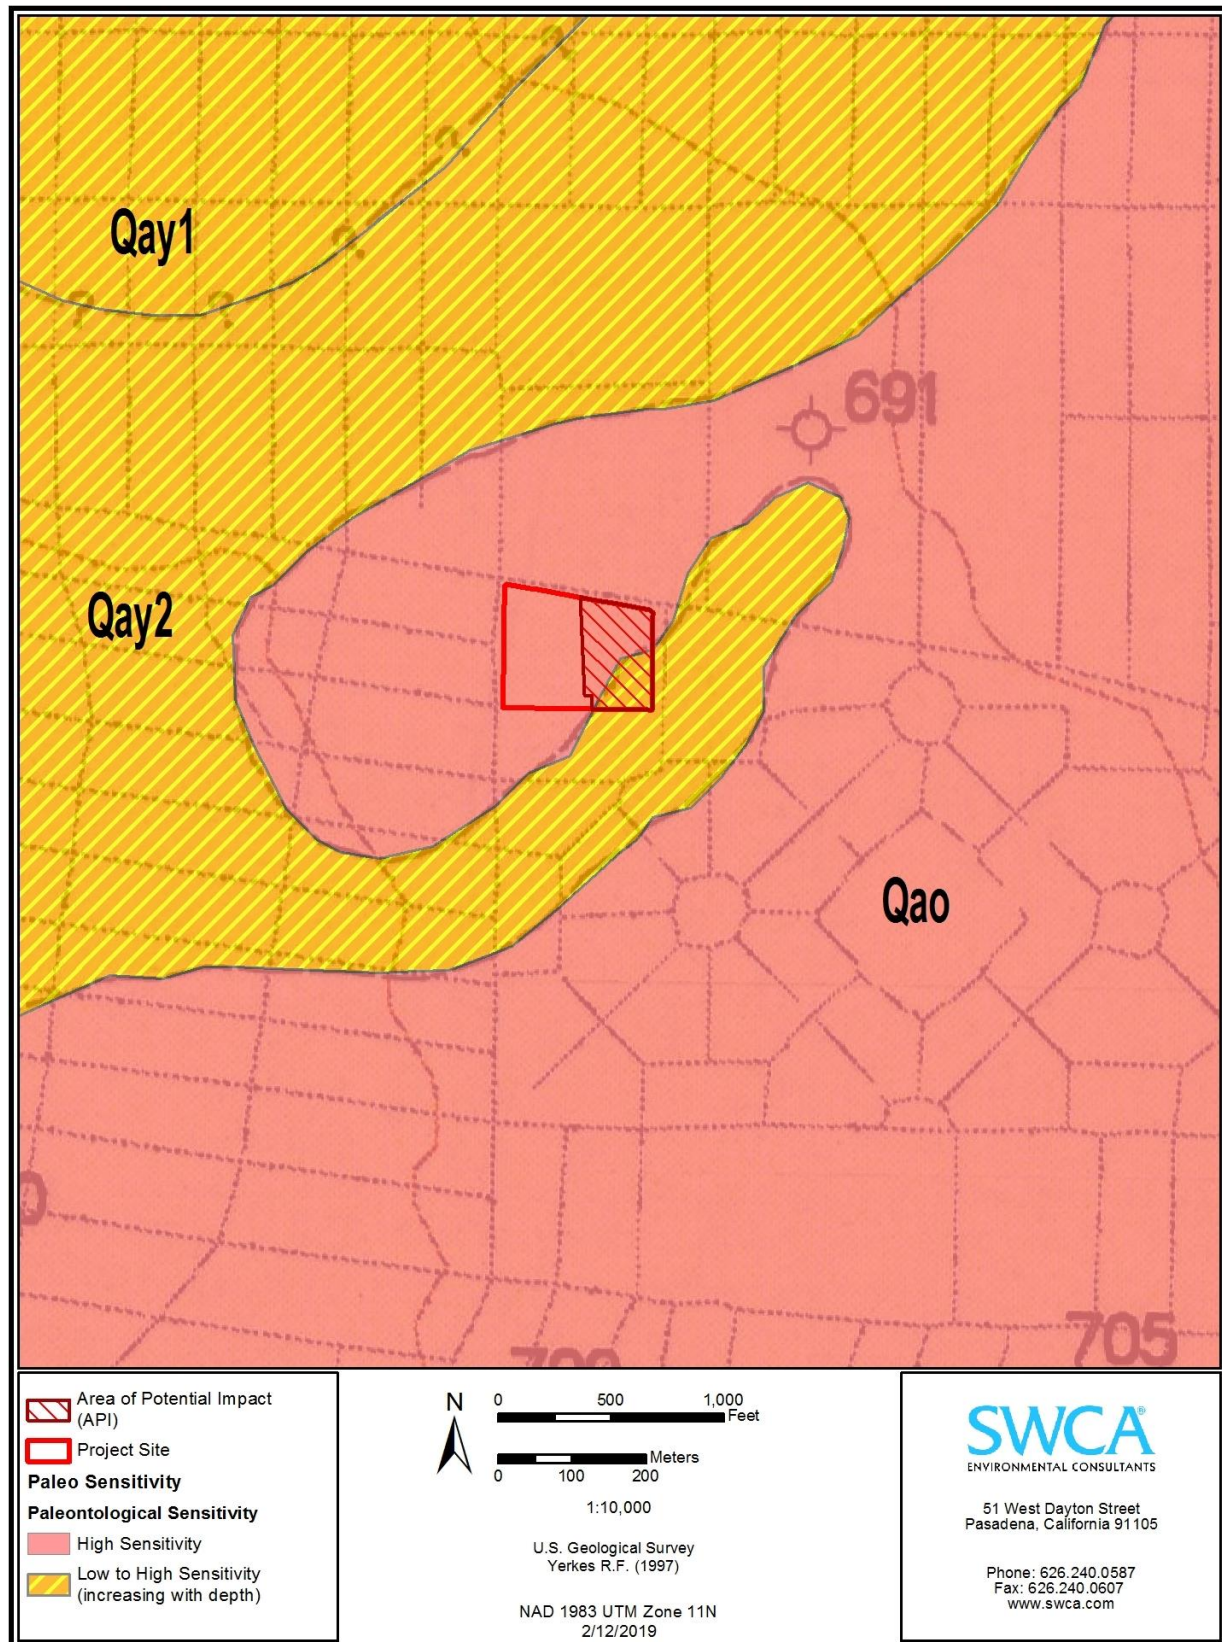 ?
?
Qay1
?
?
?
691
Qay2
Qao
0
705
Area of Potential Impact
(API)
Project Site
Paleo Sensitivity
Paleontological Sensitivity
High Sensitivity
Low to High Sensitivity
(increasing with depth)
N
0 500 1,000
Feet
Meters
0 100 200
1:10,000
U.S. Geological Survey
Yerkes R.F. (1997)
NAD 1983 UTM Zone 11N
2/12/2019
SWCA®
ENVIRONMENTAL CONSULTANTS
51 West Dayton Street
Pasadena, California 91105
Phone: 626.240.0587
Fax: 626.240.0607
www.swca.com